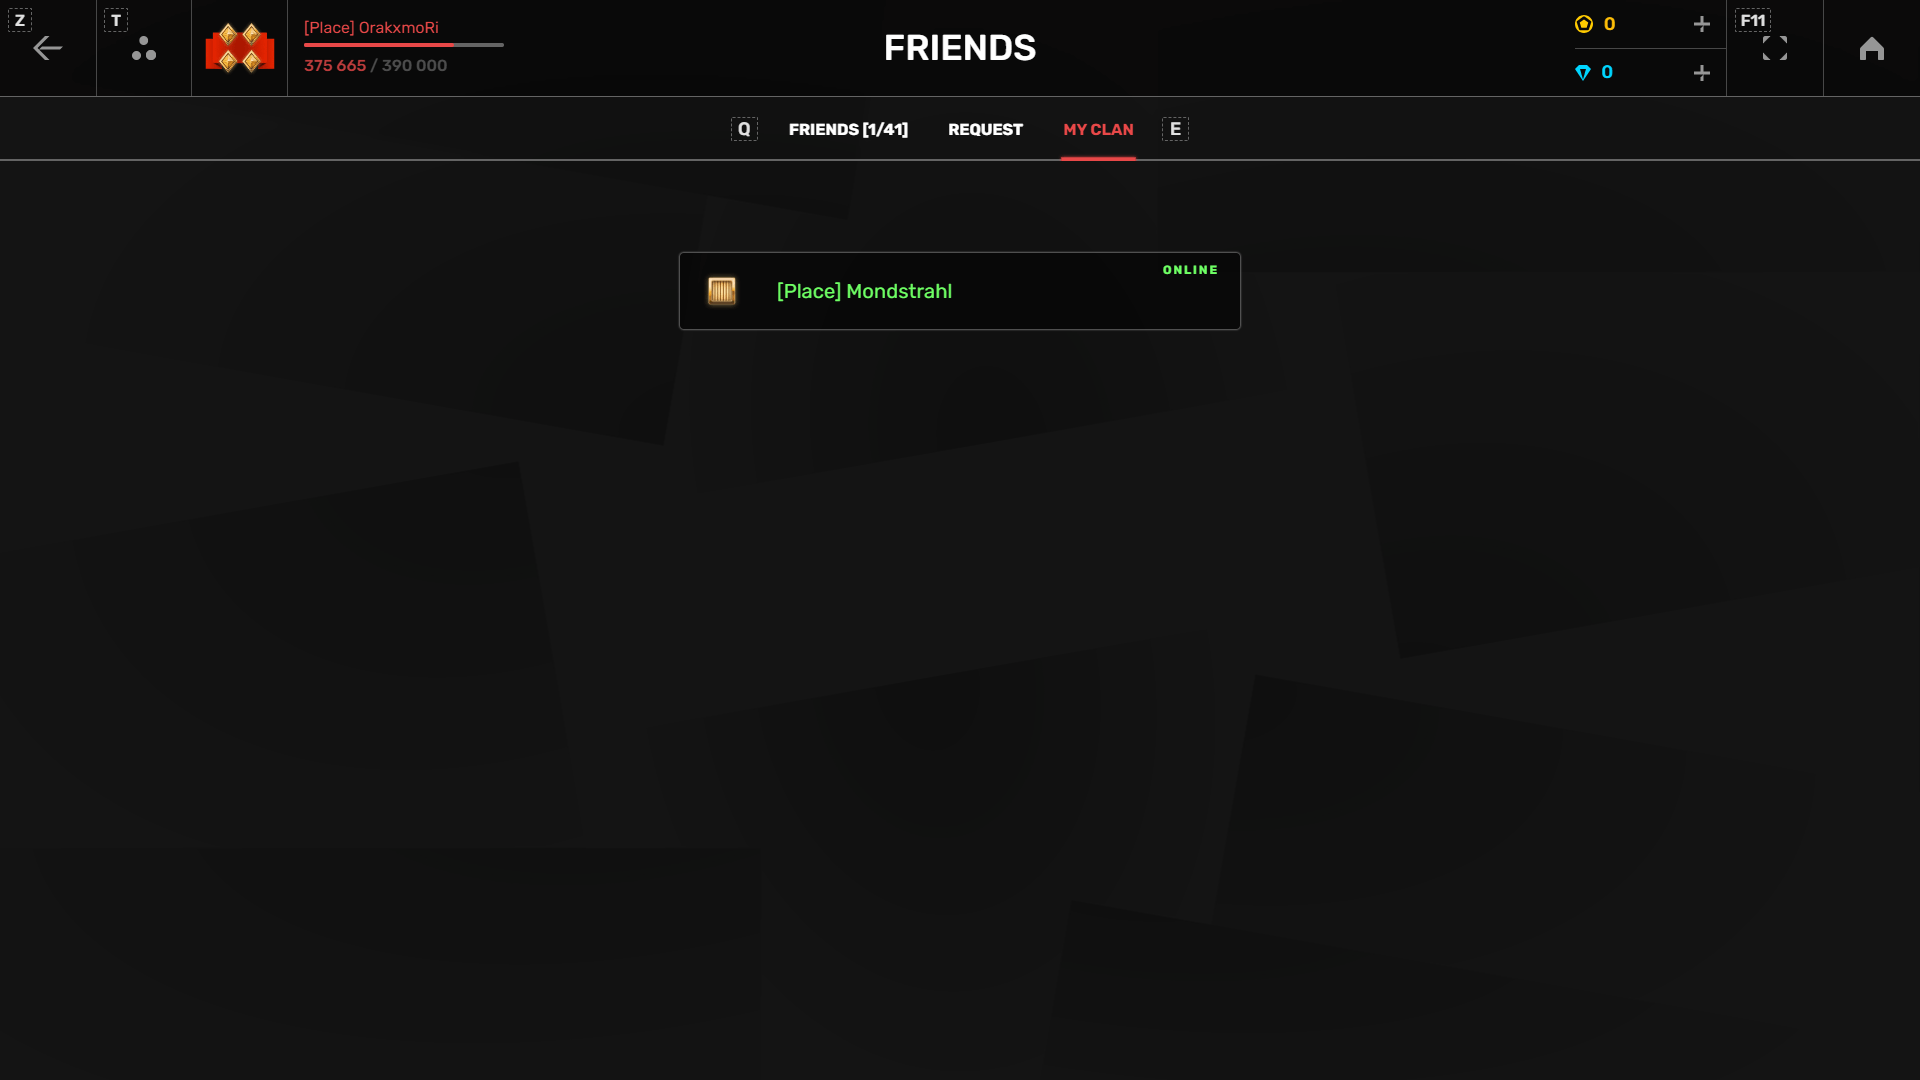 Z
T
[Place] OrakxmoRi
375 665 / 390 000
FRIENDS
0
0
F11
Q
FRIENDS [1/41]
REQUEST
MY CLAN
E
ONLINE
[Place] Mondstrahl